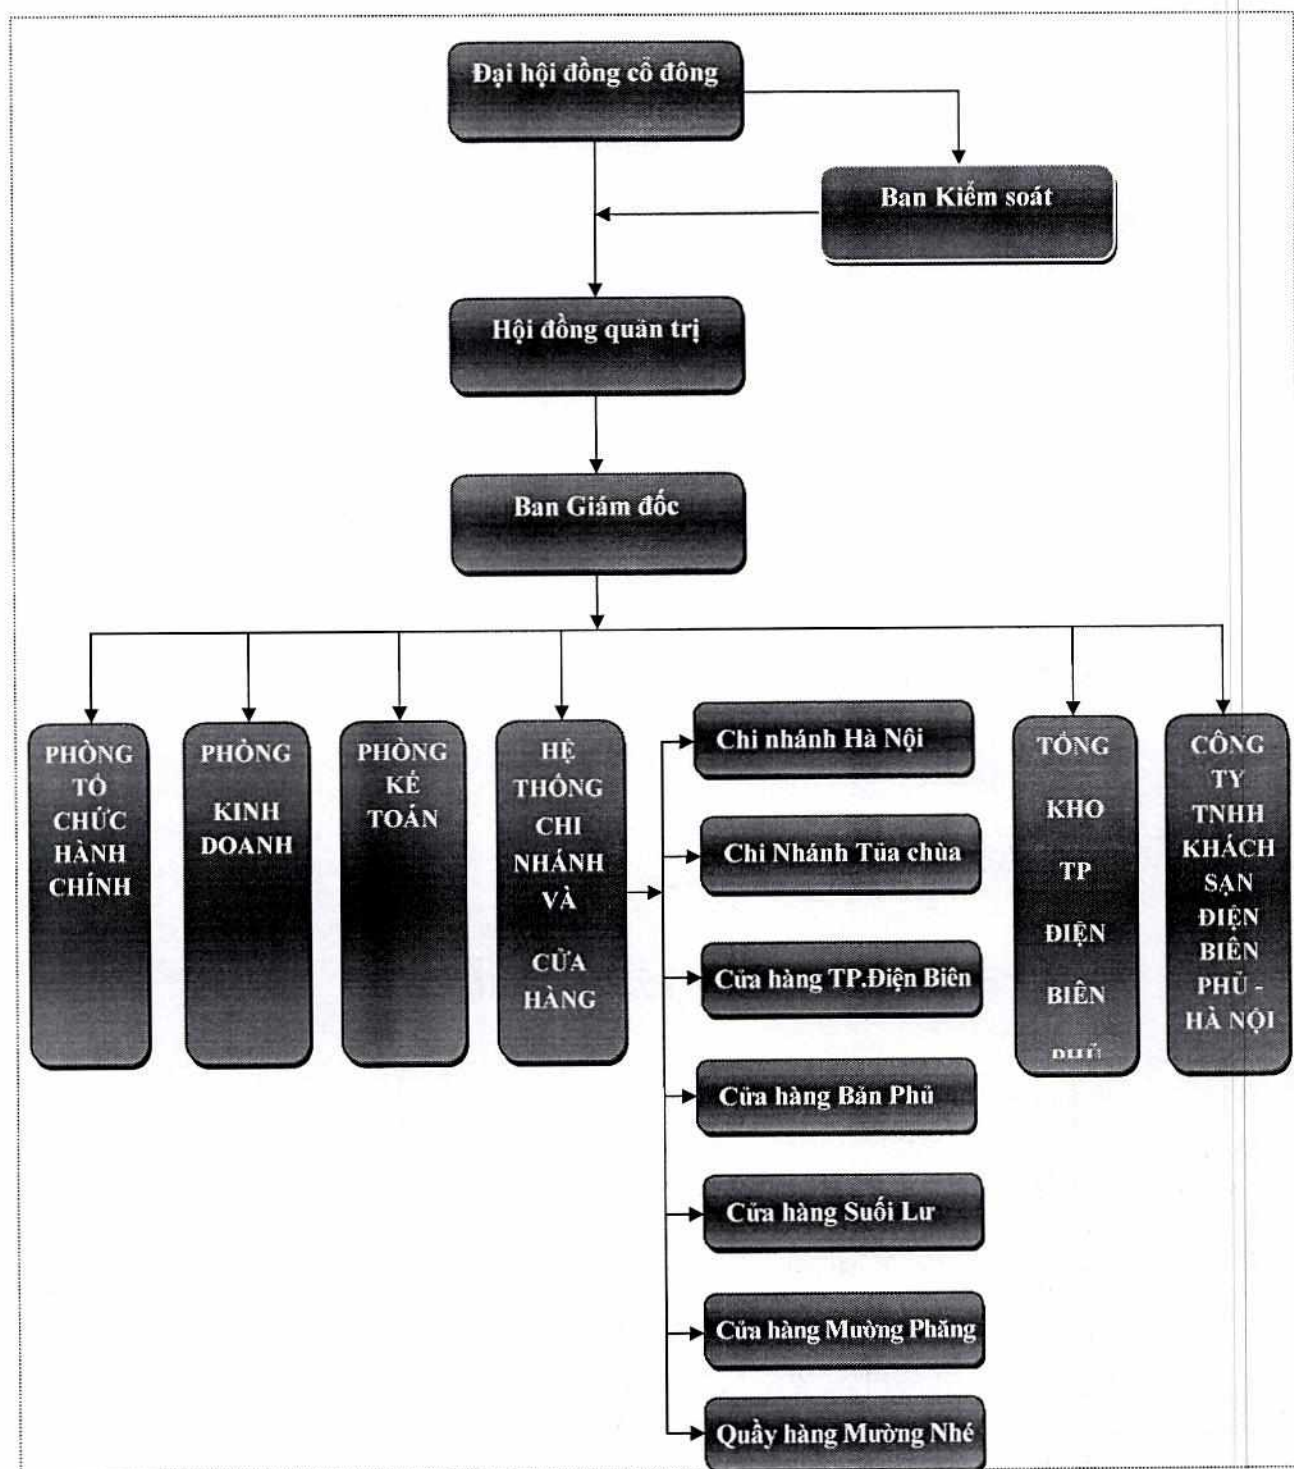 Đại hội đồng cổ đông
Ban Kiểm soát
Hội đồng quản trị
Ban Giám đốc
PHÒNG
TỔ
CHỨC
HÀNH
CHÍNH
PHÒNG
KINH
DOANH
PHÒNG
KẾ
TOÁN
HỆ
THỐNG
CHI
NHÁNH
VÀ
CỬA
HÀNG
Chi nhánh Hà Nội
Chi Nhánh Tủa chùa
Cửa hàng TP.Điện Biên
Cửa hàng Bản Phủ
Cửa hàng Suối Lư
Cửa hàng Mường Phăng
Quầy hàng Mường Nhé
TỔNG
KHO
TP
ĐIỆN
BIÊN
PHỦ
CÔNG
TY
TNHH
KHÁCH
SẠN
ĐIỆN
BIÊN
PHỦ -
HÀ NỘI